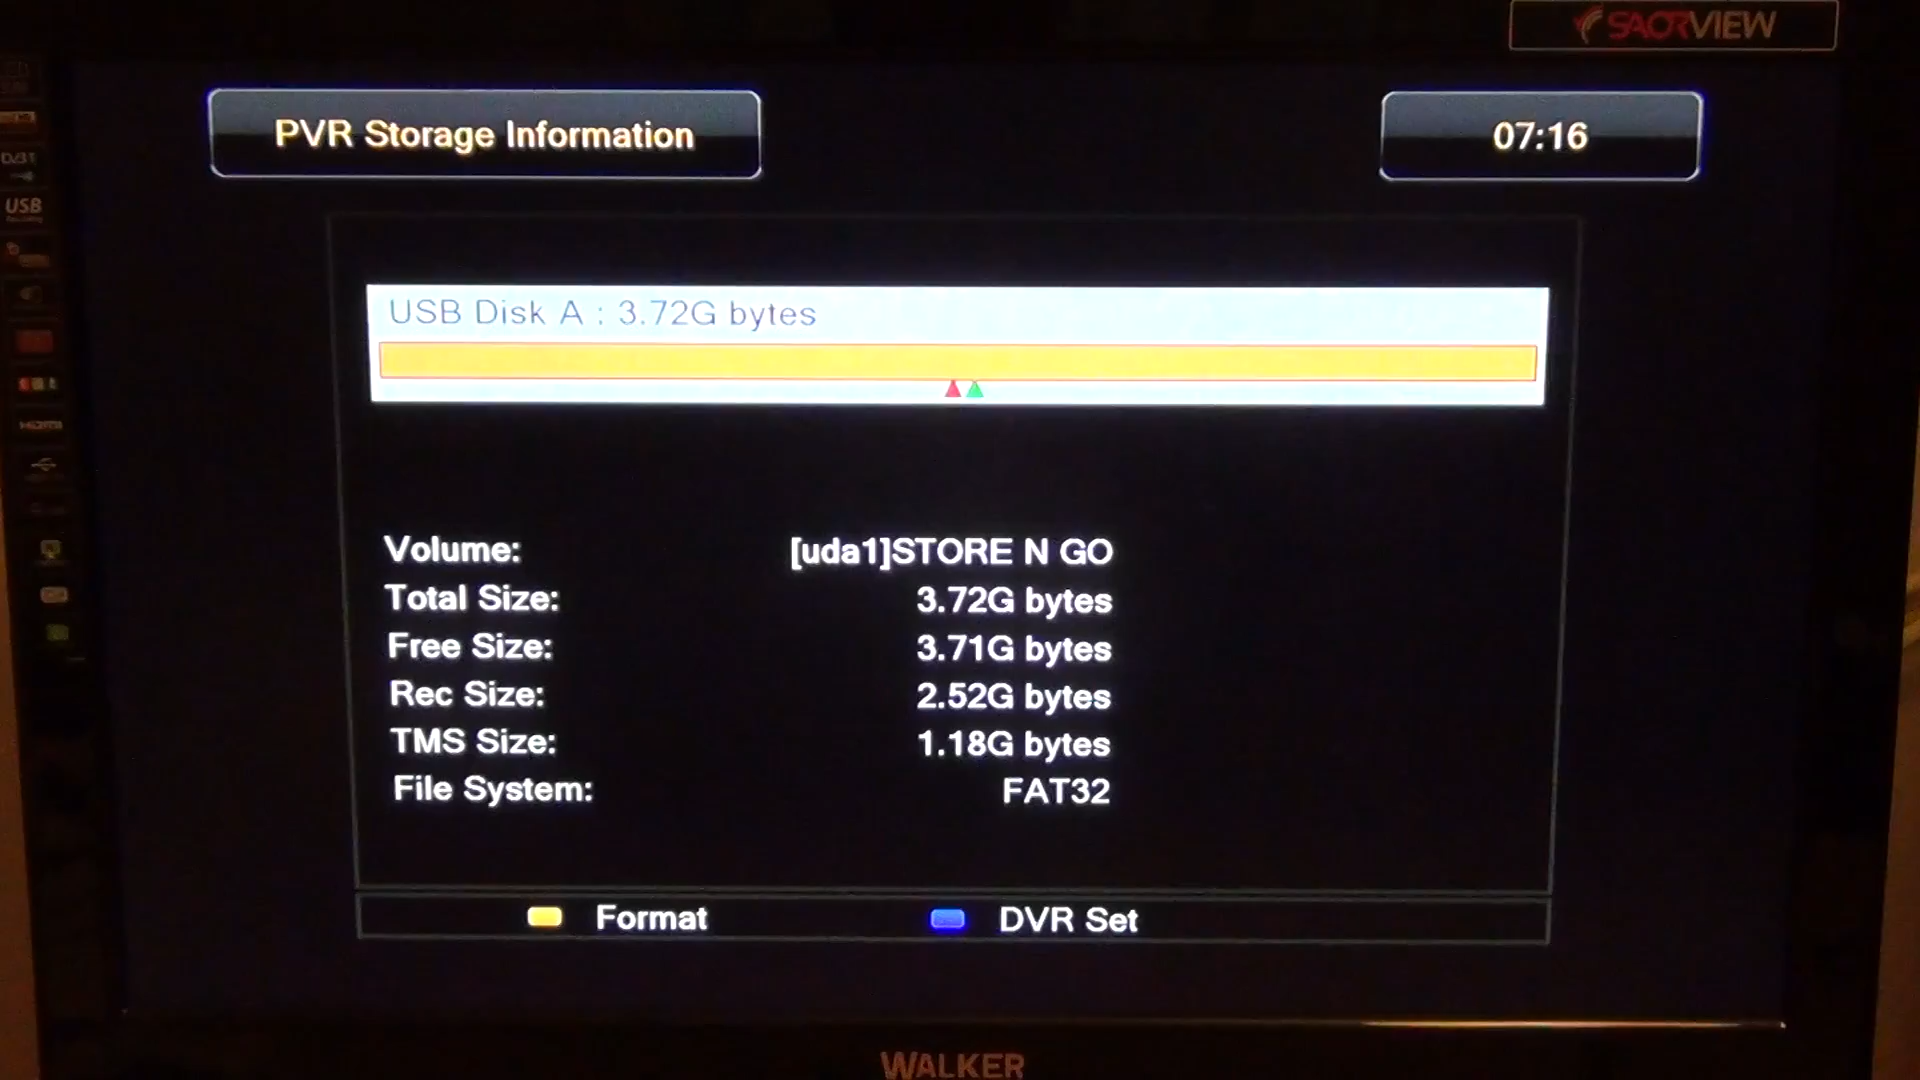 SAORVIEW
PVR Storage Information
07:16
USB
USB Disk A : 3.72G bytes
HDMI
Volume: [uda1]STORE N GO
Total Size: 3.72G bytes
Free Size: 3.71G bytes
Rec Size: 2.52G bytes
TMS Size: 1.18G bytes
File System: FAT32
Format DVR Set
WALKER